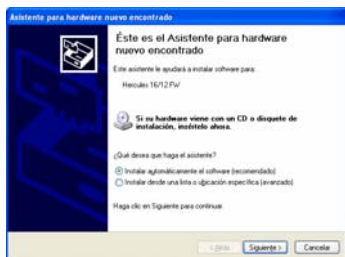 Asistente para hardware nuevo encontrado
Éste es el Asistente para hardware
nuevo encontrado
Este asistente le ayudará a instalar software para:
Hercules 16/12 FW
Si su hardware viene con un CD o disquete de
instalación, insértelo ahora.
¿Qué desea que haga el asistente?
Instalar automáticamente el software (recomendado)
Instalar desde una lista o ubicación específica (avanzado)
Haga clic en Siguiente para continuar.
< Atrás
Siguiente >
Cancelar